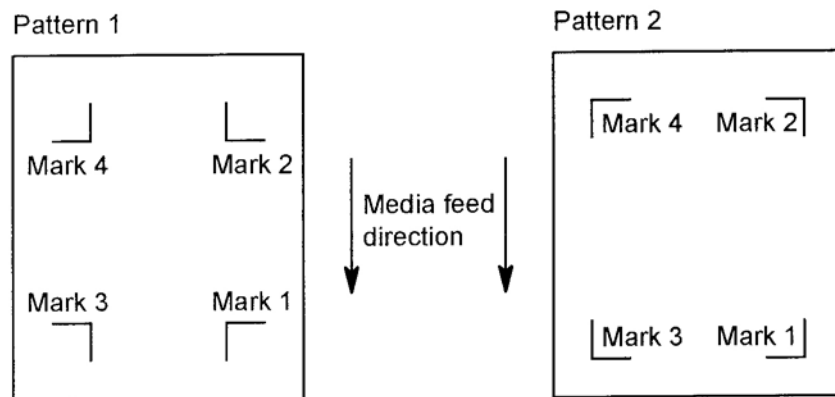 Pattern 1
Mark 4
Mark 2
Mark 3
Mark 1
Media feed
direction
Pattern 2
Mark 4
Mark 2
Mark 3
Mark 1